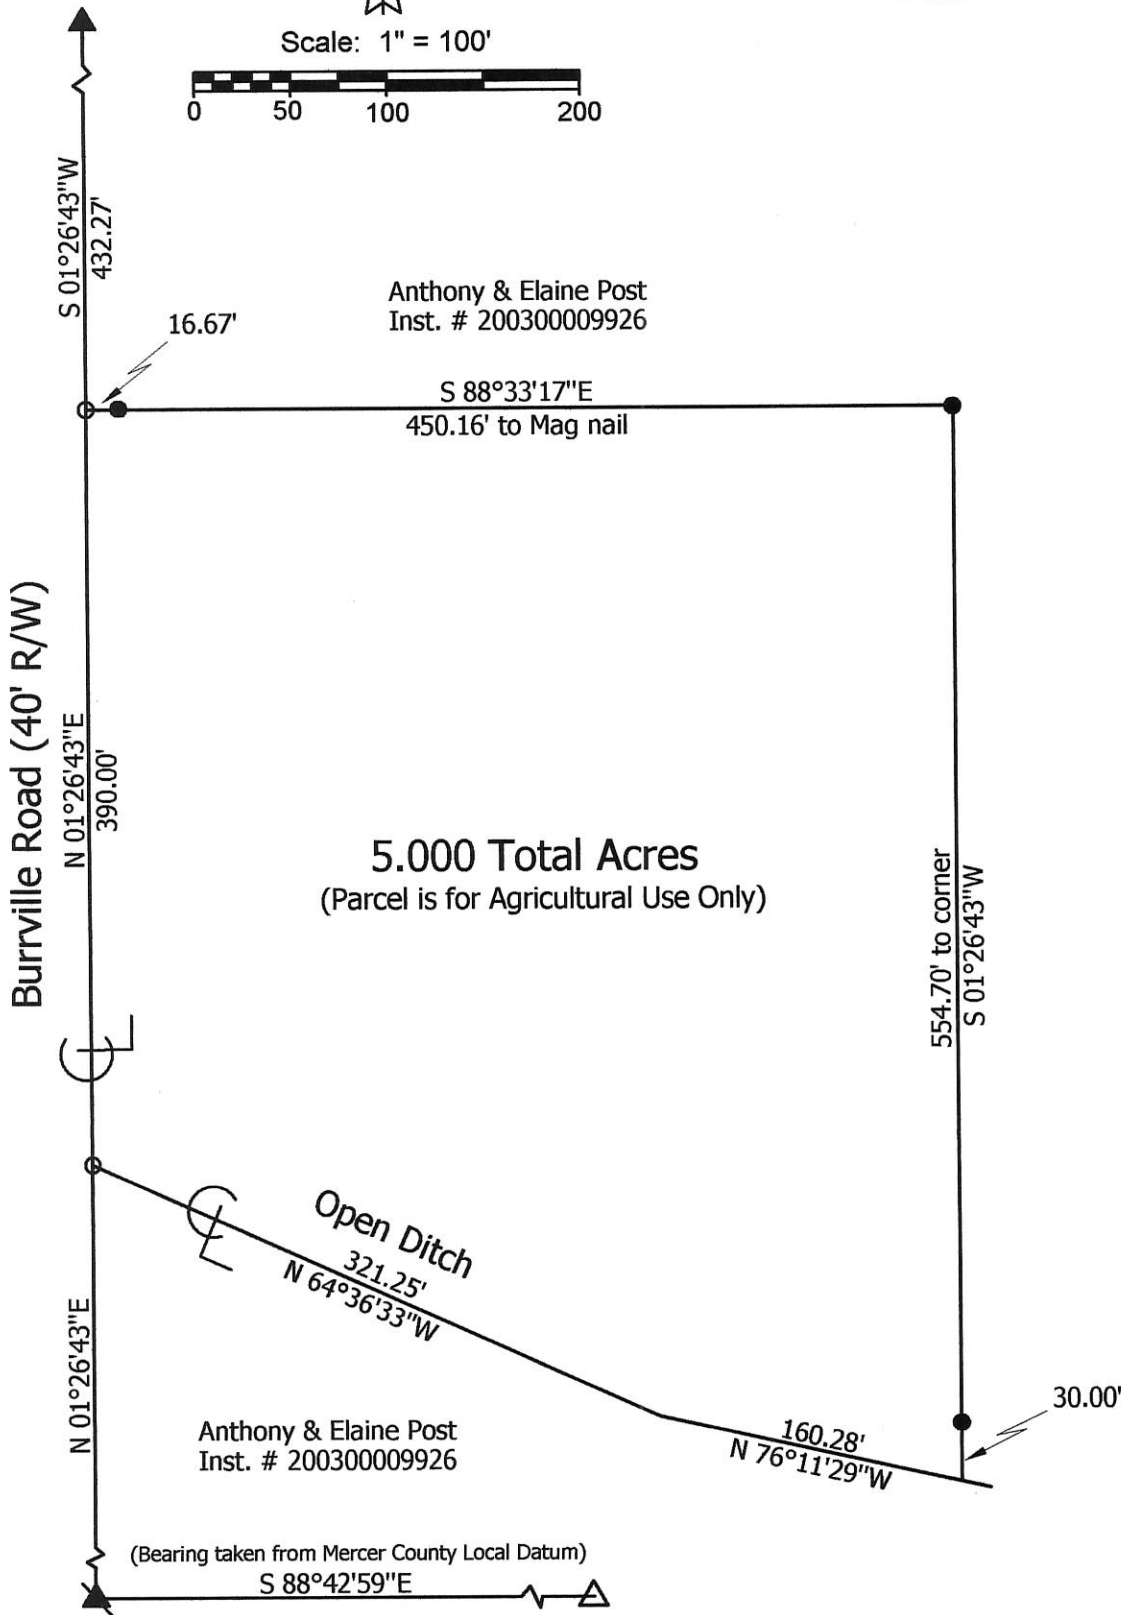 Scale: 1" = 100'
0 50 100 200
S 01°26'43"W
432.27'
Anthony & Elaine Post
Inst. # 200300009926
16.67'
S 88°33'17"E
450.16' to Mag nail
Burrville Road (40' R/W)
N 01°26'43"E
390.00'
5.000 Total Acres
(Parcel is for Agricultural Use Only)
554.70' to corner
S 01°26'43"W
Open Ditch
321.25'
N 64°36'33"W
N 01°26'43"E
30.00'
Anthony & Elaine Post
Inst. # 200300009926
160.28'
N 76°11'29"W
(Bearing taken from Mercer County Local Datum)
S 88°42'59"E